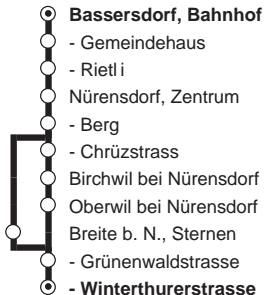 Bassersdorf, Bahnhof
- Gemeindehaus
- Rietli
Nürensdorf, Zentrum
- Berg
- Chrüzstrass
Birchwil bei Nürensdorf
Oberwil bei Nürensdorf
Breite b. N., Sternen
- Grünenwaldstrasse
- Winterthurerstrasse